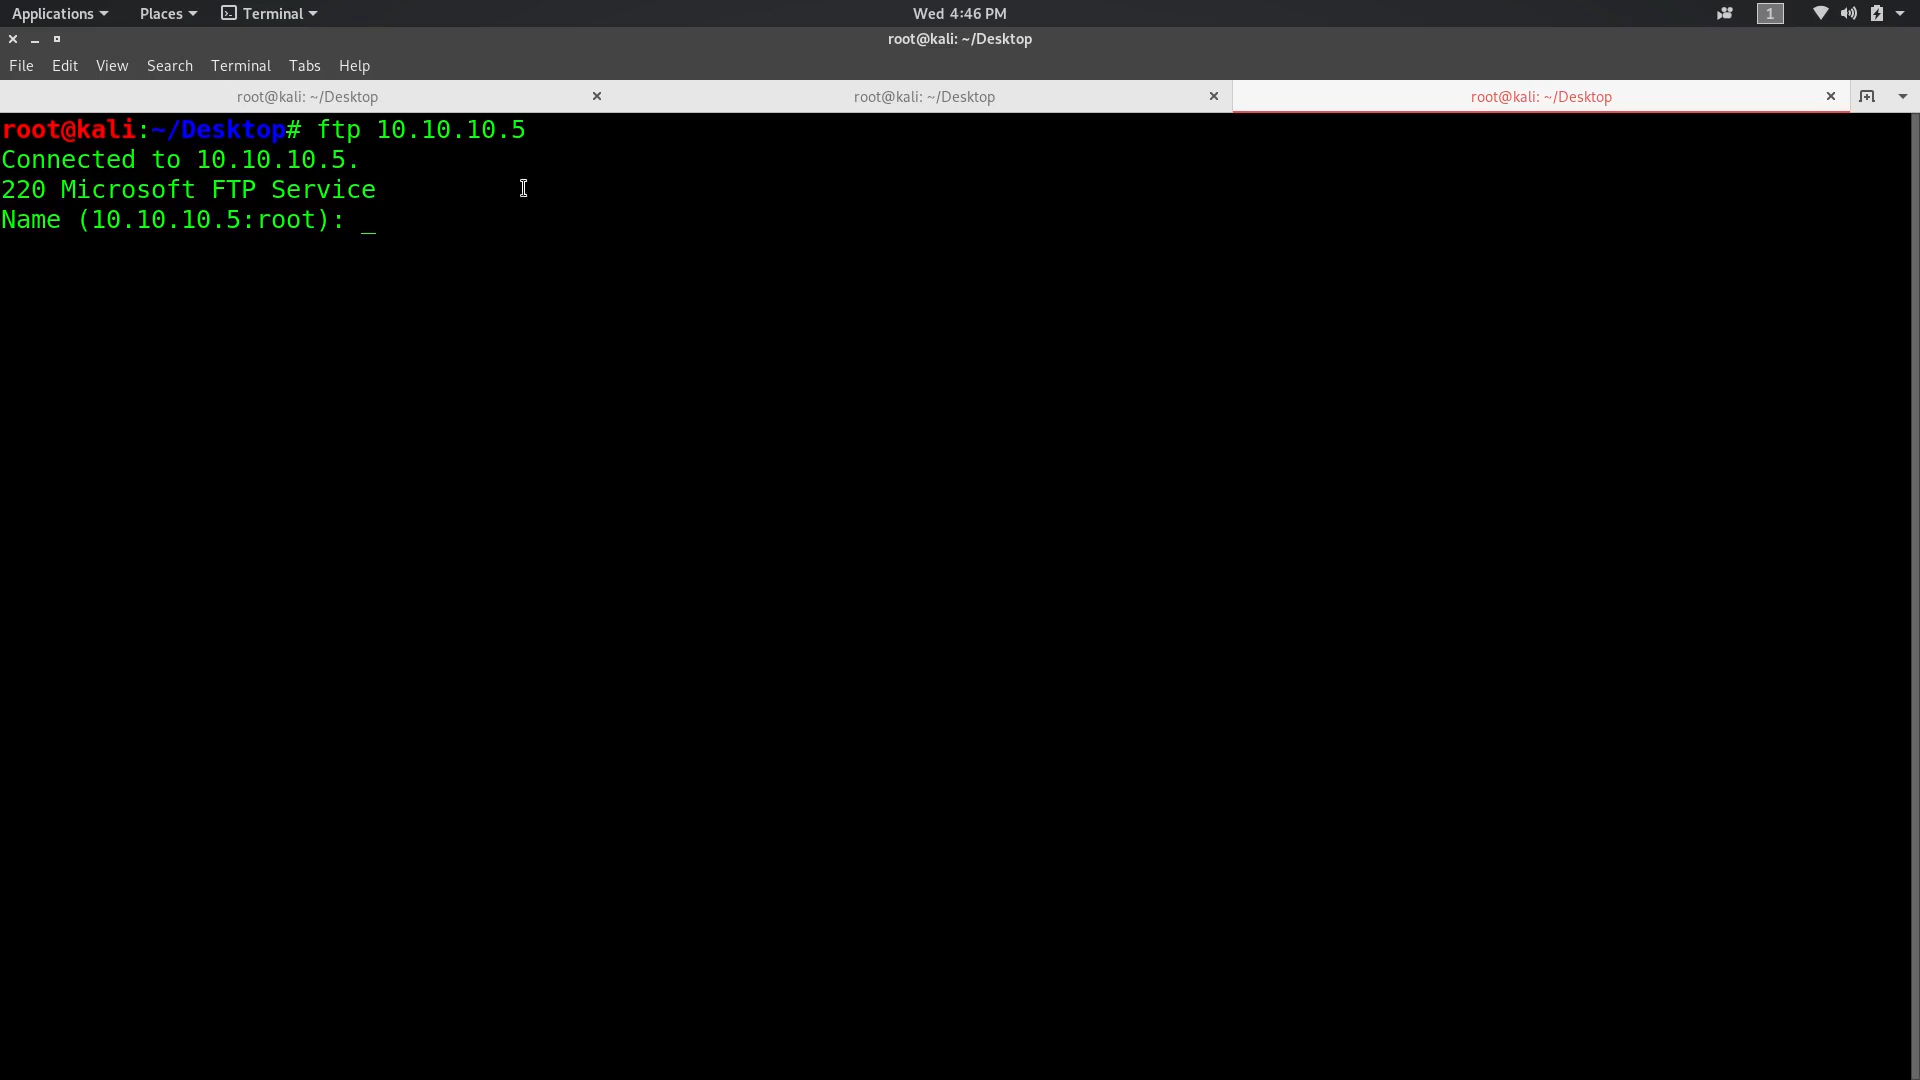 Applications Places Terminal Wed 4:46 PM 1
root@kali: ~/Desktop
File Edit View Search Terminal Tabs Help
root@kali: ~/Desktop root@kali: ~/Desktop root@kali: ~/Desktop
root@kali:~/Desktop# ftp 10.10.10.5
Connected to 10.10.10.5.
220 Microsoft FTP Service
Name (10.10.10.5:root): _